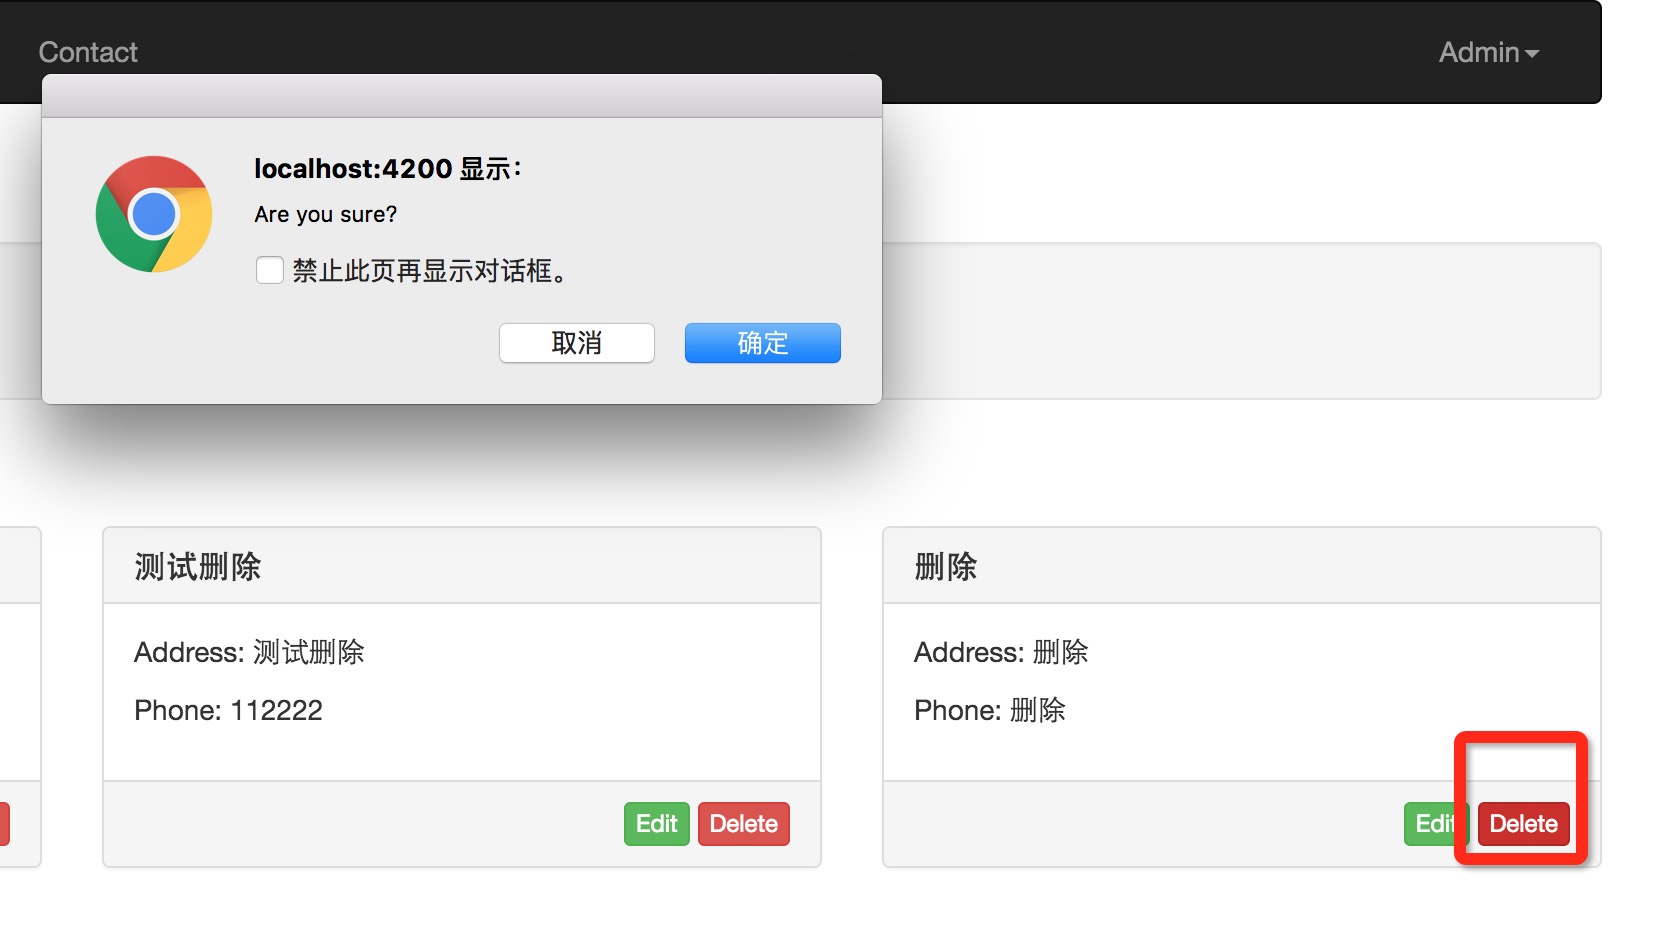 Contact
Admin
localhost:4200 显示：
Are you sure?
禁止此页再显示对话框。
取消
确定
测试删除
Address: 测试删除
Phone: 112222
Edit
Delete
删除
Address: 删除
Phone: 删除
Edit
Delete